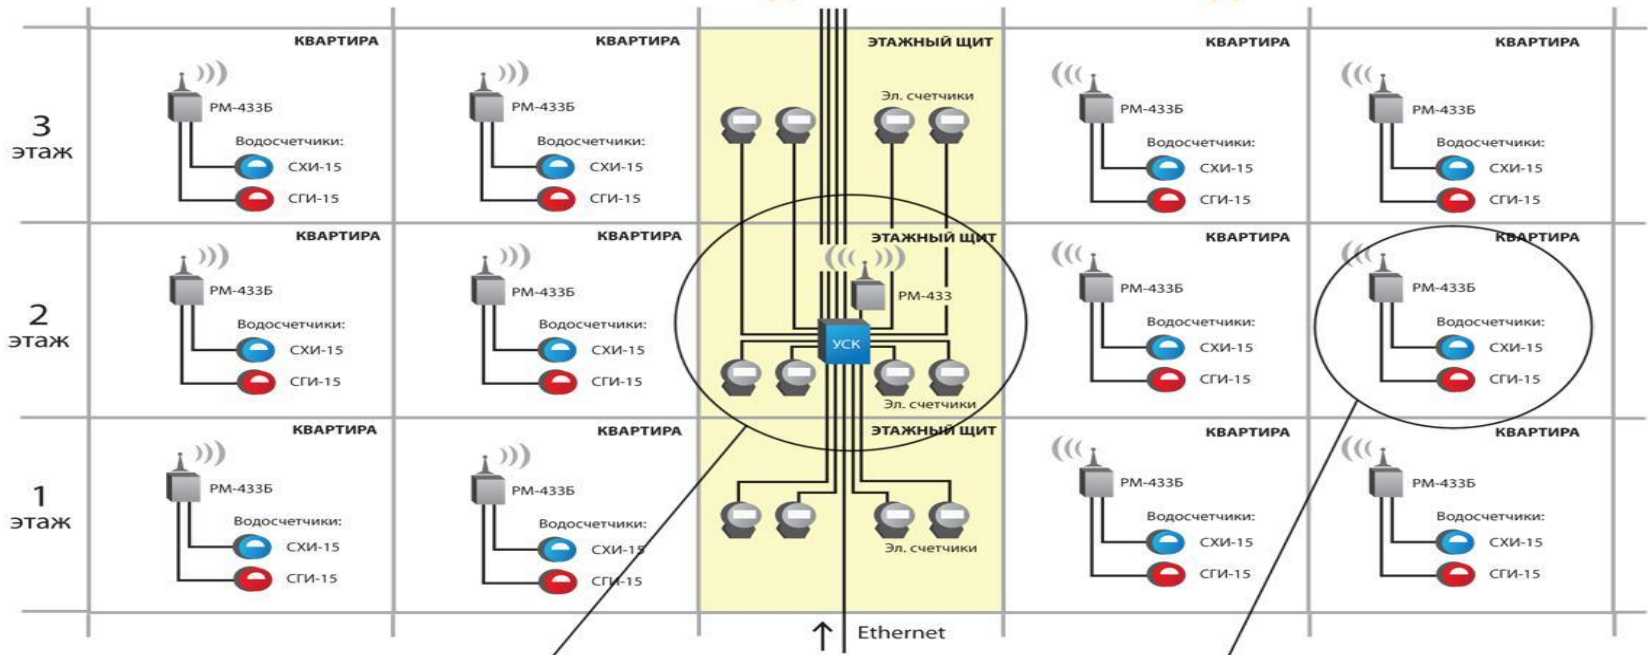 КВАРТИРА
КВАРТИРА
ЭТАЖНЫЙ ЩИТ
КВАРТИРА
КВАРТИРА
3
этаж
РМ-433Б
Водосчетчики:
СХИ-15
СГИ-15
РМ-433Б
Водосчетчики:
СХИ-15
СГИ-15
Эл. счетчики
РМ-433Б
Водосчетчики:
СХИ-15
СГИ-15
РМ-433Б
Водосчетчики:
СХИ-15
СГИ-15
КВАРТИРА
КВАРТИРА
ЭТАЖНЫЙ ЩИТ
КВАРТИРА
КВАРТИРА
2
этаж
РМ-433Б
Водосчетчики:
СХИ-15
СГИ-15
РМ-433Б
Водосчетчики:
СХИ-15
СГИ-15
РМ-433
УСК
Эл. счетчики
РМ-433Б
Водосчетчики:
СХИ-15
СГИ-15
РМ-433Б
Водосчетчики:
СХИ-15
СГИ-15
КВАРТИРА
КВАРТИРА
ЭТАЖНЫЙ ЩИТ
КВАРТИРА
КВАРТИРА
1
этаж
РМ-433Б
Водосчетчики:
СХИ-15
СГИ-15
РМ-433Б
Водосчетчики:
СХИ-15
СГИ-15
Эл. счетчики
РМ-433Б
Водосчетчики:
СХИ-15
СГИ-15
РМ-433Б
Водосчетчики:
СХИ-15
СГИ-15
Ethernet